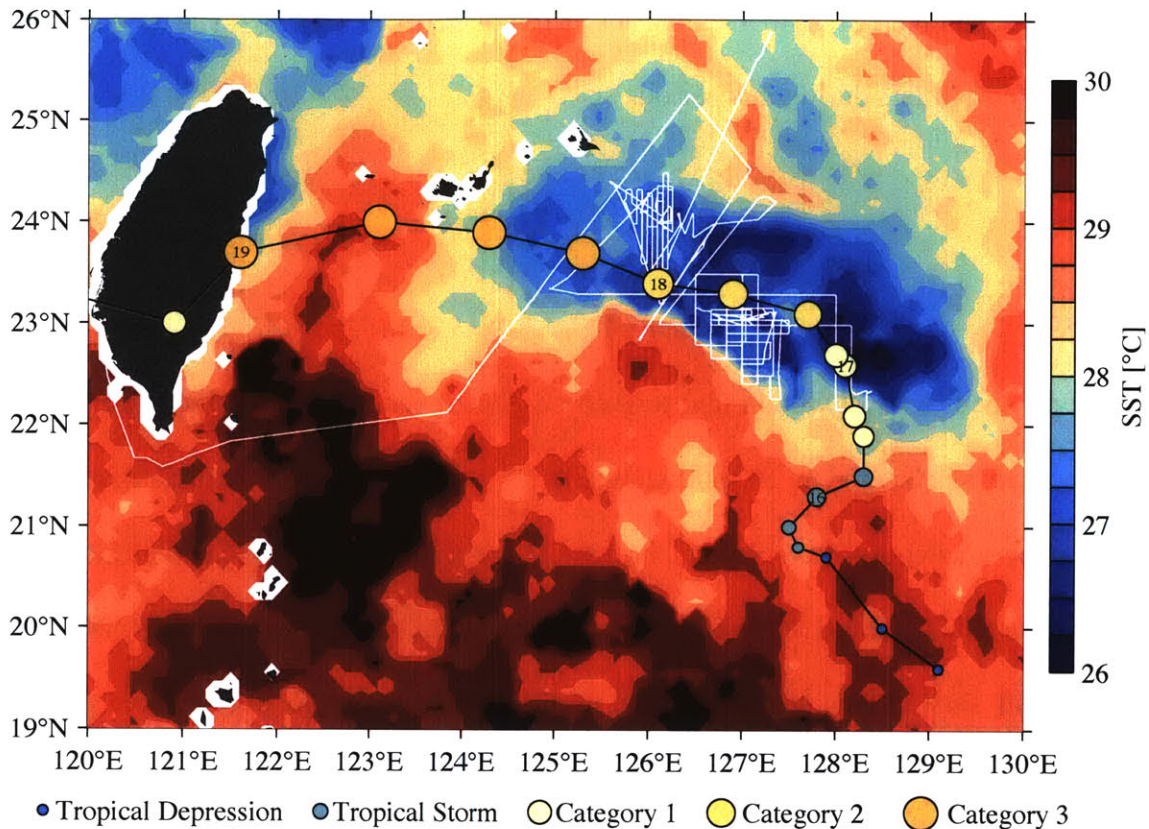 26°N
25°N
24°N
23°N
22°N
21°N
20°N
19°N
120°E 121°E 122°E 123°E 124°E 125°E 126°E 127°E 128°E 129°E 130°E
19
18
17
16
30
29
28
27
26
SST [°C]
Tropical Depression Tropical Storm Category 1 Category 2 Category 3